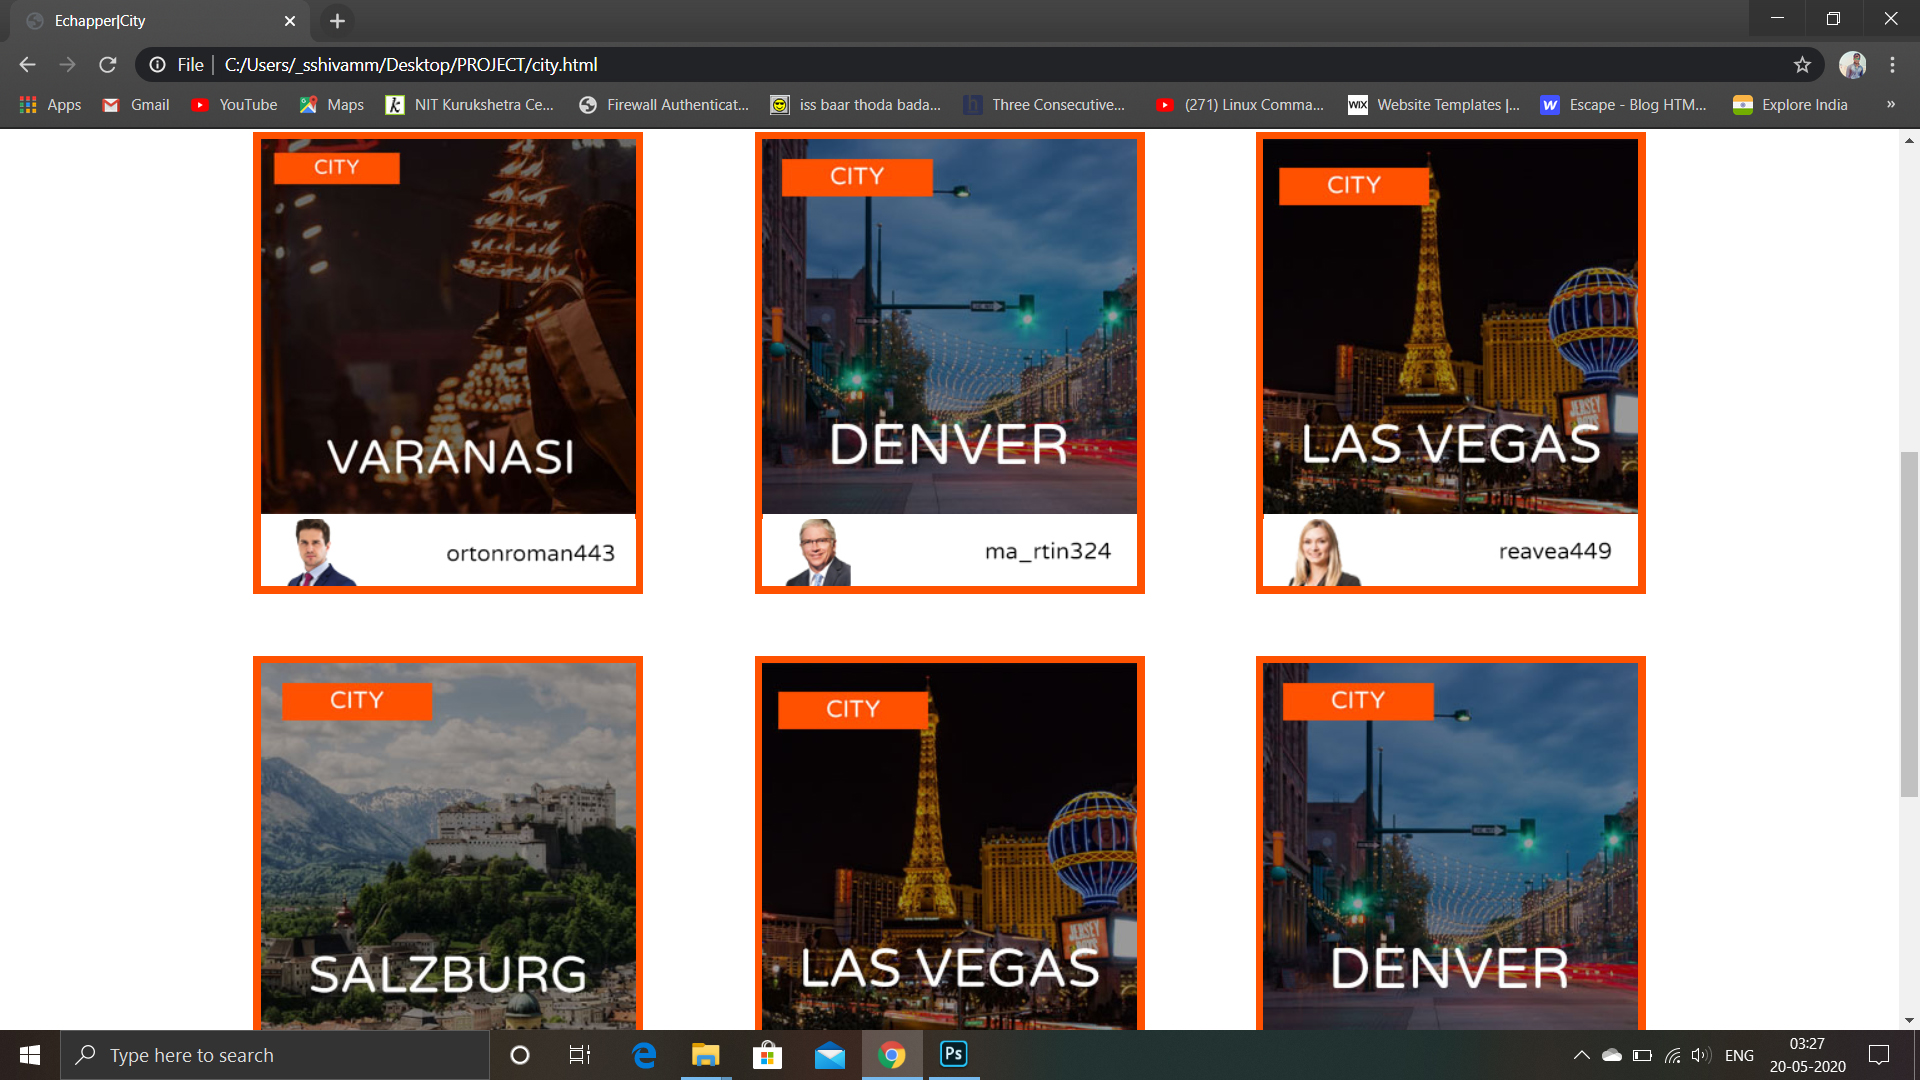 Echapper|City
File | C:/Users/_sshivamm/Desktop/PROJECT/city.html
Apps Gmail YouTube Maps NIT Kurukshetra Ce... Firewall Authenticat... iss baar thoda bada... Three Consecutive... (271) Linux Comma... WIX Website Templates |... Escape - Blog HTM... Explore India »
CITY CITY CITY
VARANASI DENVER LAS VEGAS
ortonroman443 ma_rtin324 reavea449
CITY CITY CITY
SALZBURG LAS VEGAS DENVER
Type here to search
Ps
ENG
03:27
20-05-2020